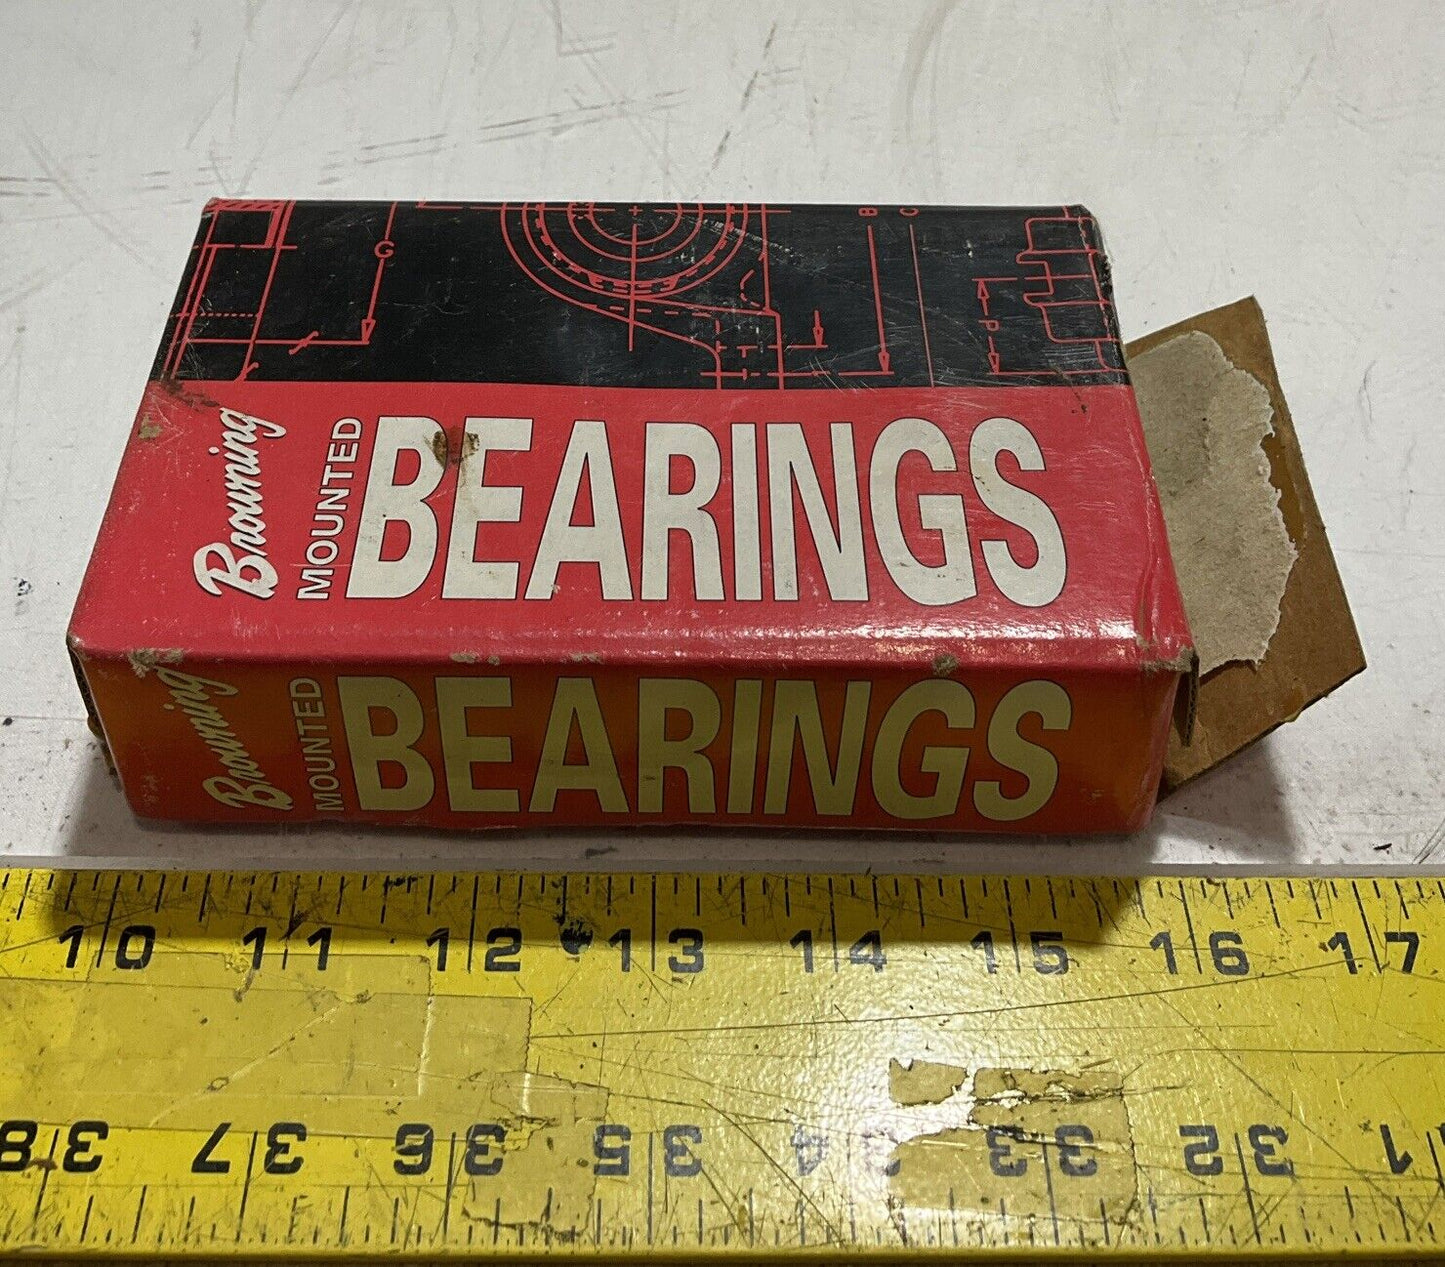 G
B
C
d
Browning
MOUNTED
BEARINGS
Browning
MOUNTED
BEARINGS
10 11 12 13 14 15 16 17
38 37 36 35 34 33 32 31